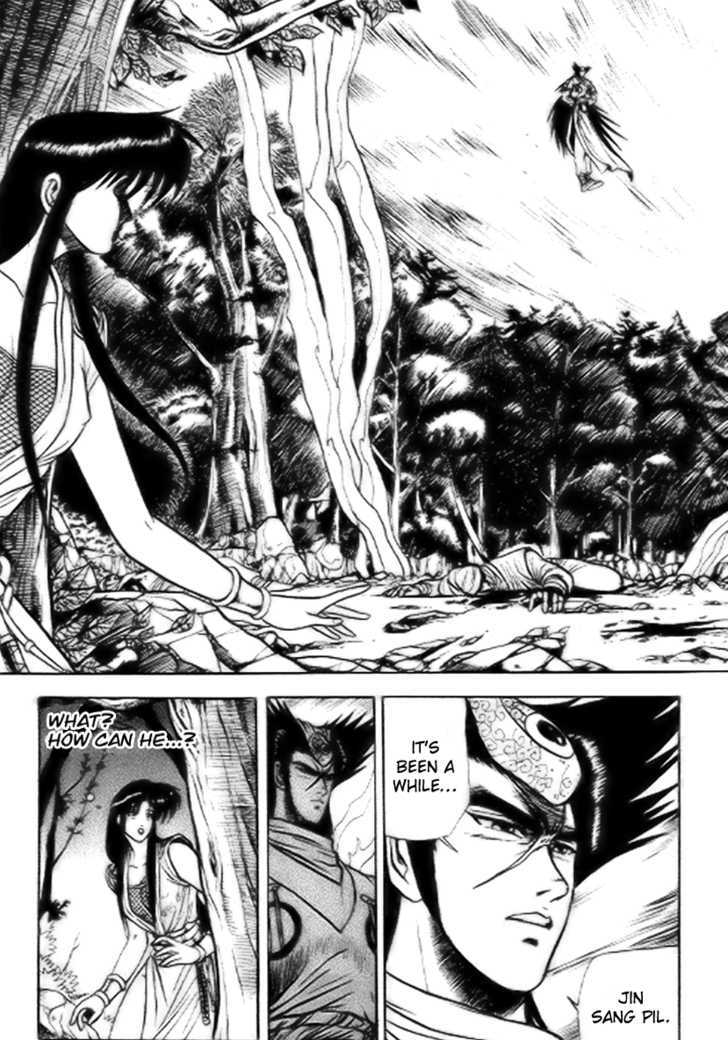 WHAT?
HOW CAN HE...?
IT'S
BEEN A
WHILE...
JIN
SANG PIL.